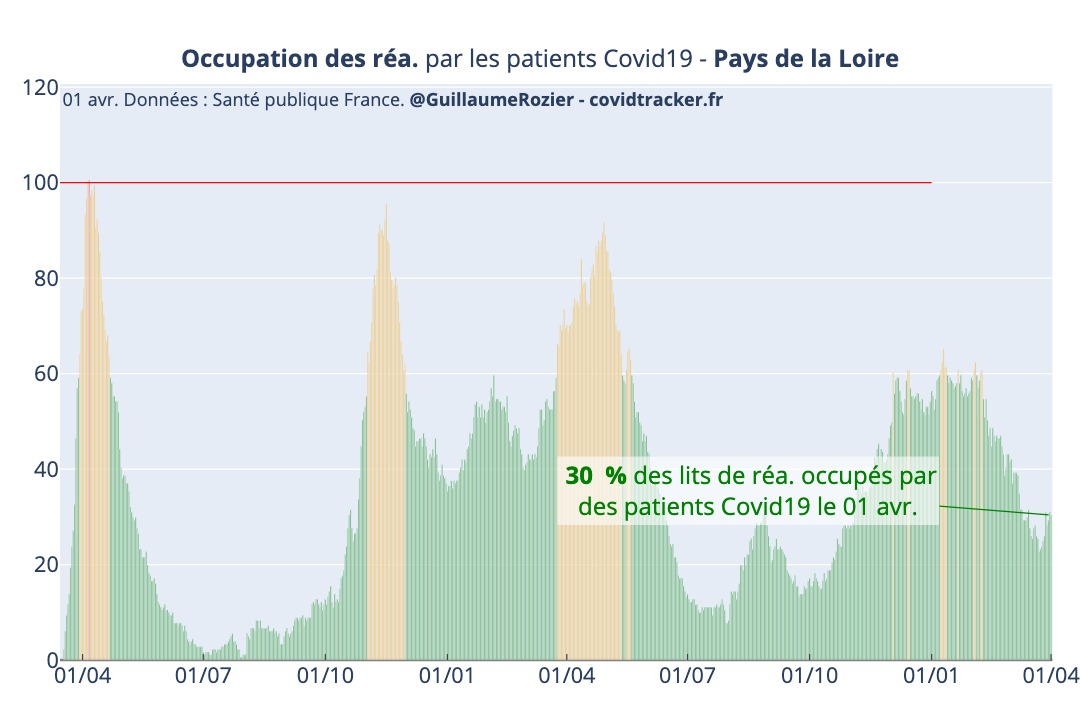 Occupation des réa. par les patients Covid19 - Pays de la Loire
120
01 avr. Données : Santé publique France. @GuillaumeRozier - covidtracker.fr
100
80
60
40
30 % des lits de réa. occupés par
des patients Covid19 le 01 avr.
20
0
01/04 01/07 01/10 01/01 01/04 01/07 01/10 01/01 01/04